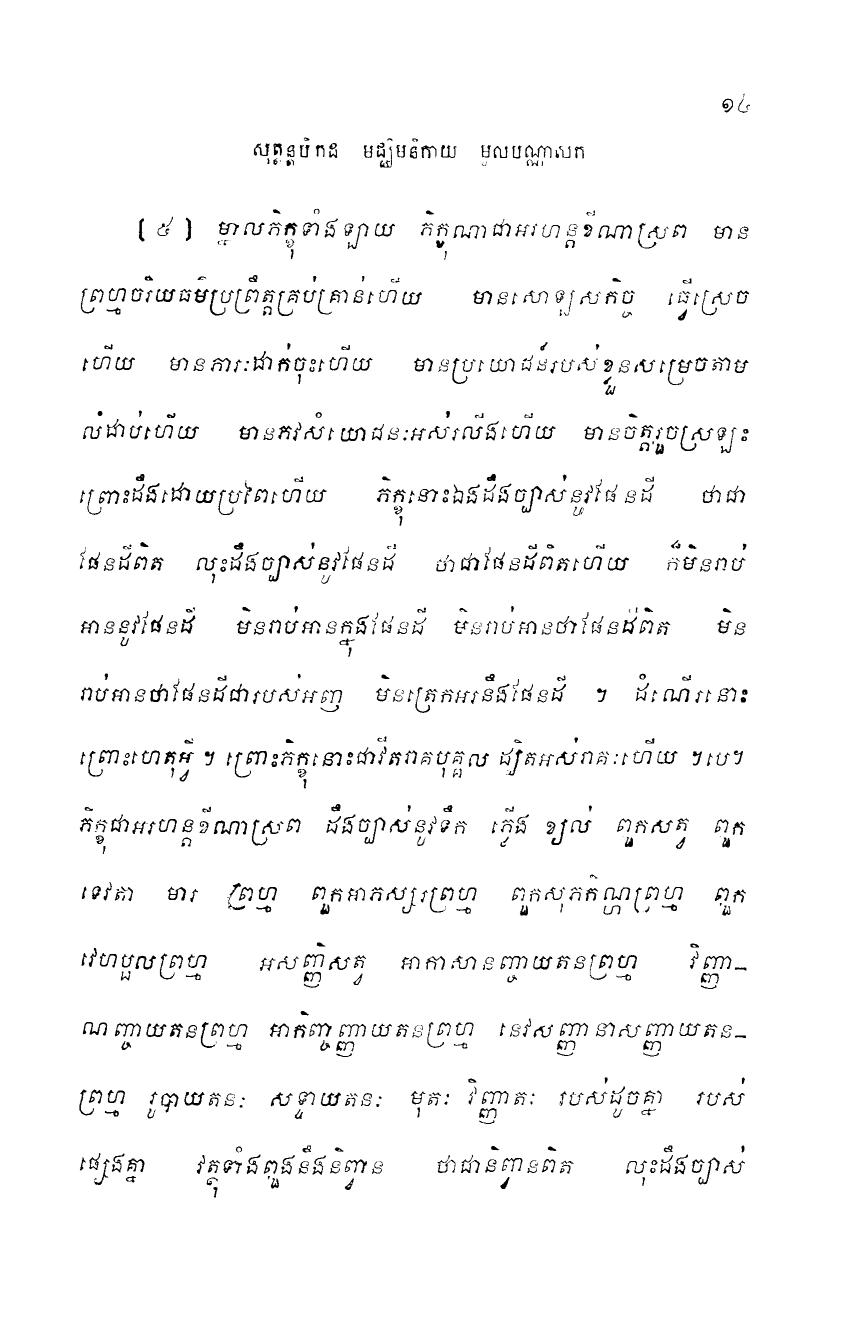 ១៤
សុត្តន្តបិកដ មជ្ឈិមនិកាយ មូលបណ្ណាសក
[ ៥ ] ម្នាលភិក្ខុទាំងឡាយ ភិក្ខុណាជាអរហន្តខីណាស្រព មាន
ព្រហ្មចរិយធម៌ប្រព្រឹត្តគ្រប់គ្រាន់ហើយ មានសោឡសកិច្ច ធ្វើស្រេច
ហើយ មានភារៈដាក់ចុះហើយ មានប្រយោជន៍របស់ខ្លួនសម្រេចតាម
លំដាប់ហើយ មានភវសំយោជនៈអស់រលីងហើយ មានចិត្តរួចស្រឡះ
ព្រោះដឹងដោយប្រពៃហើយ ភិក្ខុនោះឯងដឹងច្បាស់នូវផែនដី ថាជា
ផែនដីពិត លុះដឹងច្បាស់នូវផែនដី ថាជាផែនដីពិតហើយ ក៏មិនរាប់
អាននូវផែនដី មិនរាប់អានក្នុងផែនដី មិនរាប់អានថាផែនដីពិត មិន
រាប់អានថាផែនដីជារបស់អញ មិនត្រេកអរនឹងផែនដី ។ ដំណើរនោះ
ព្រោះហេតុអ្វី ។ ព្រោះភិក្ខុនោះជាវីតរាគបុគ្គល ដ្បិតអស់រាគៈហើយ ។បេ។
ភិក្ខុជាអរហន្តខីណាស្រព ដឹងច្បាស់នូវទឹក ភ្លើង ខ្យល់ ពួកសត្វ ពួក
ទេវតា មារ ព្រហ្ម ពួកអាភស្សរព្រហ្ម ពួកសុភកិណ្ហព្រហ្ម ពួក
វេហប្ផលព្រហ្ម អសញ្ញិសត្វ អាកាសានញ្ចាយតនព្រហ្ម វិញ្ញា-
ណញ្ចាយតនព្រហ្ម អាកិញ្ចញ្ញាយតនព្រហ្ម នេវសញ្ញានាសញ្ញាយតន-
ព្រហ្ម រូបាយតនៈ សទ្ទាយតនៈ មុតៈ វិញ្ញាតៈ របស់ដូចគ្នា របស់
ផ្សេងគ្នា វត្ថុទាំងពួងនឹងនិព្វាន ថាជានិព្វានពិត លុះដឹងច្បាស់